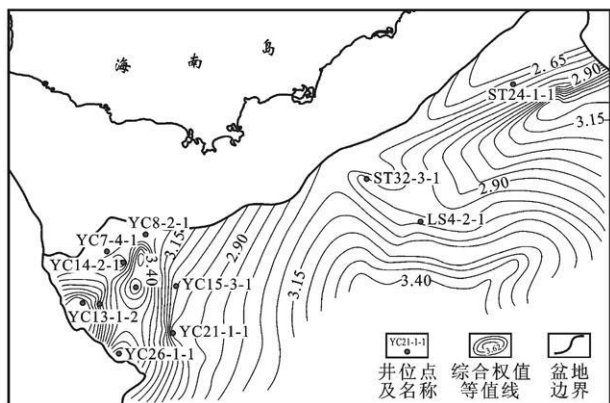 海 南 岛
2.65
2.90
ST24-1-1
3.15
ST32-3-1
2.90
LS4-2-1
YC8-2-1
YC7-4-1
3.15
2.90
YC14-2-1
3.40
3.15
3.40
YC15-3-1
YC13-1-2
YC21-1-1
YC26-1-1
YC21-1-1
3.62
井位点
及名称
综合权值
等值线
盆地
边界